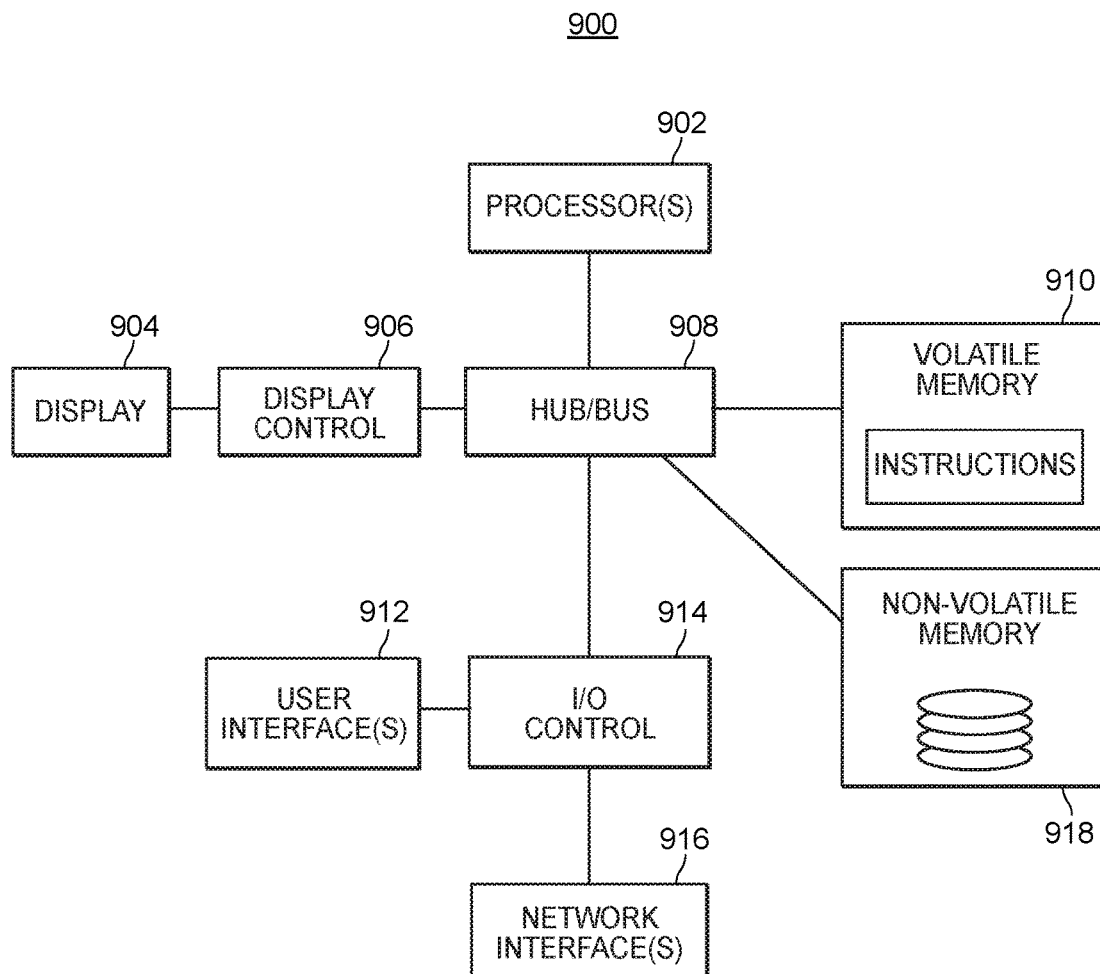 900
902
PROCESSOR(S)
910
904
906
908
VOLATILE
MEMORY
DISPLAY
DISPLAY
CONTROL
HUB/BUS
INSTRUCTIONS
912
914
NON-VOLATILE
MEMORY
USER
INTERFACE(S)
I/O
CONTROL
918
916
NETWORK
INTERFACE(S)